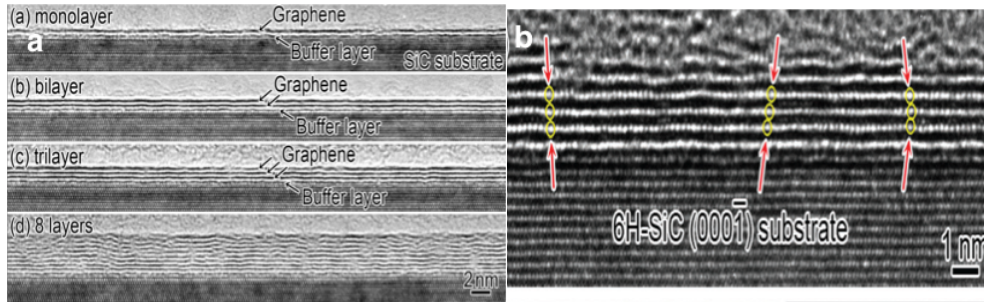 (a) monolayer
Graphene
a
Buffer layer
SiC substrate
(b) bilayer
Graphene
Buffer layer
(c) trilayer
Graphene
Buffer layer
(d) 8 layers
2 nm
b
6H-SiC (0001̄) substrate
1 nm